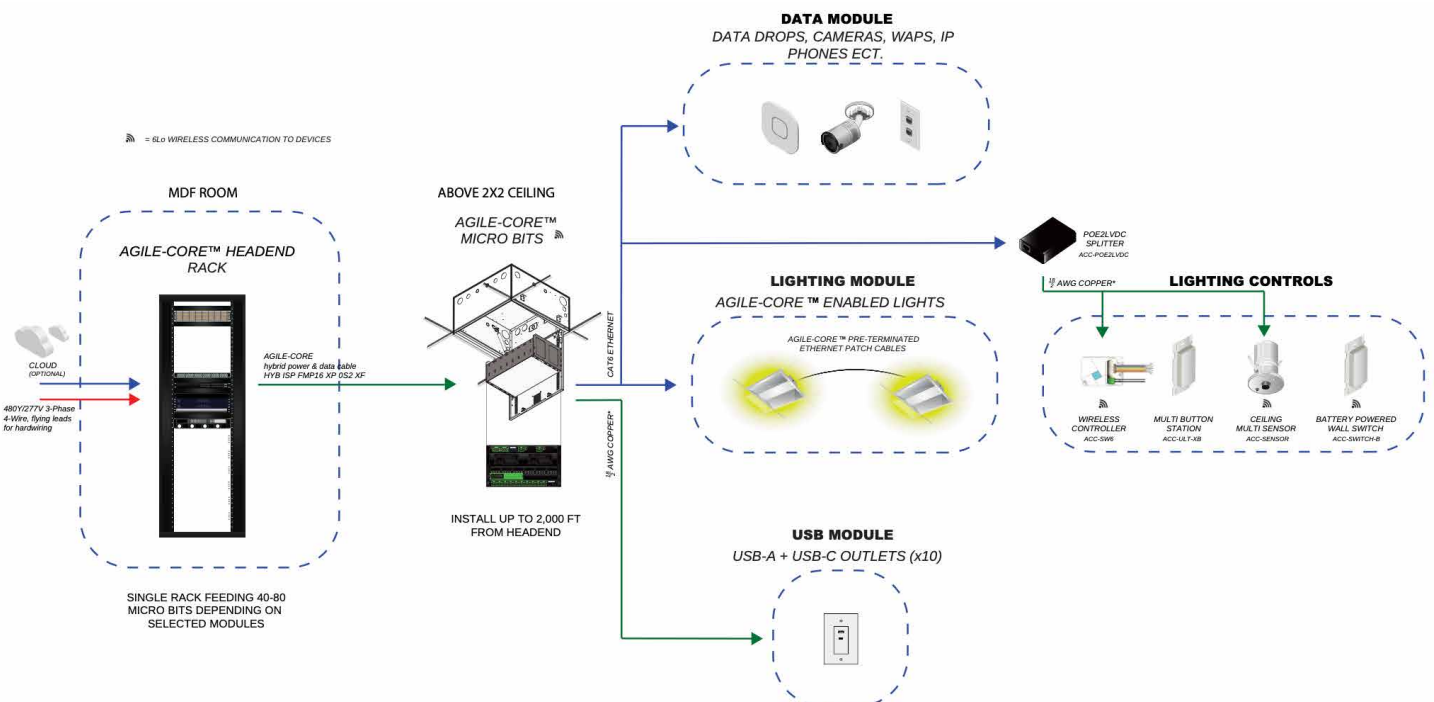 DATA MODULE
DATA DROPS, CAMERAS, WAPS, IP
PHONES ECT.
= 6Lo WIRELESS COMMUNICATION TO DEVICES
MDF ROOM
AGILE-CORE™ HEADEND
RACK
CLOUD
(OPTIONAL)
480Y/277V 3-Phase
4-Wire, flying leads
for hardwiring
AGILE-CORE
hybrid power & data cable
HYB ISP FMP16 XP 0S2 XF
SINGLE RACK FEEDING 40-80
MICRO BITS DEPENDING ON
SELECTED MODULES
ABOVE 2X2 CEILING
AGILE-CORE™
MICRO BITS
INSTALL UP TO 2,000 FT
FROM HEADEND
CAT6 ETHERNET
18/2 AWG COPPER*
LIGHTING MODULE
AGILE-CORE ™ ENABLED LIGHTS
AGILE-CORE™ PRE-TERMINATED
ETHERNET PATCH CABLES
USB MODULE
USB-A + USB-C OUTLETS (x10)
POE2LVDC
SPLITTER
ACC-POE2LVDC
18/2 AWG COPPER*
LIGHTING CONTROLS
WIRELESS
CONTROLLER
ACC-SW6
MULTI BUTTON
STATION
ACC-ULT-XB
CEILING
MULTI SENSOR
ACC-SENSOR
BATTERY POWERED
WALL SWITCH
ACC-SWITCH-B